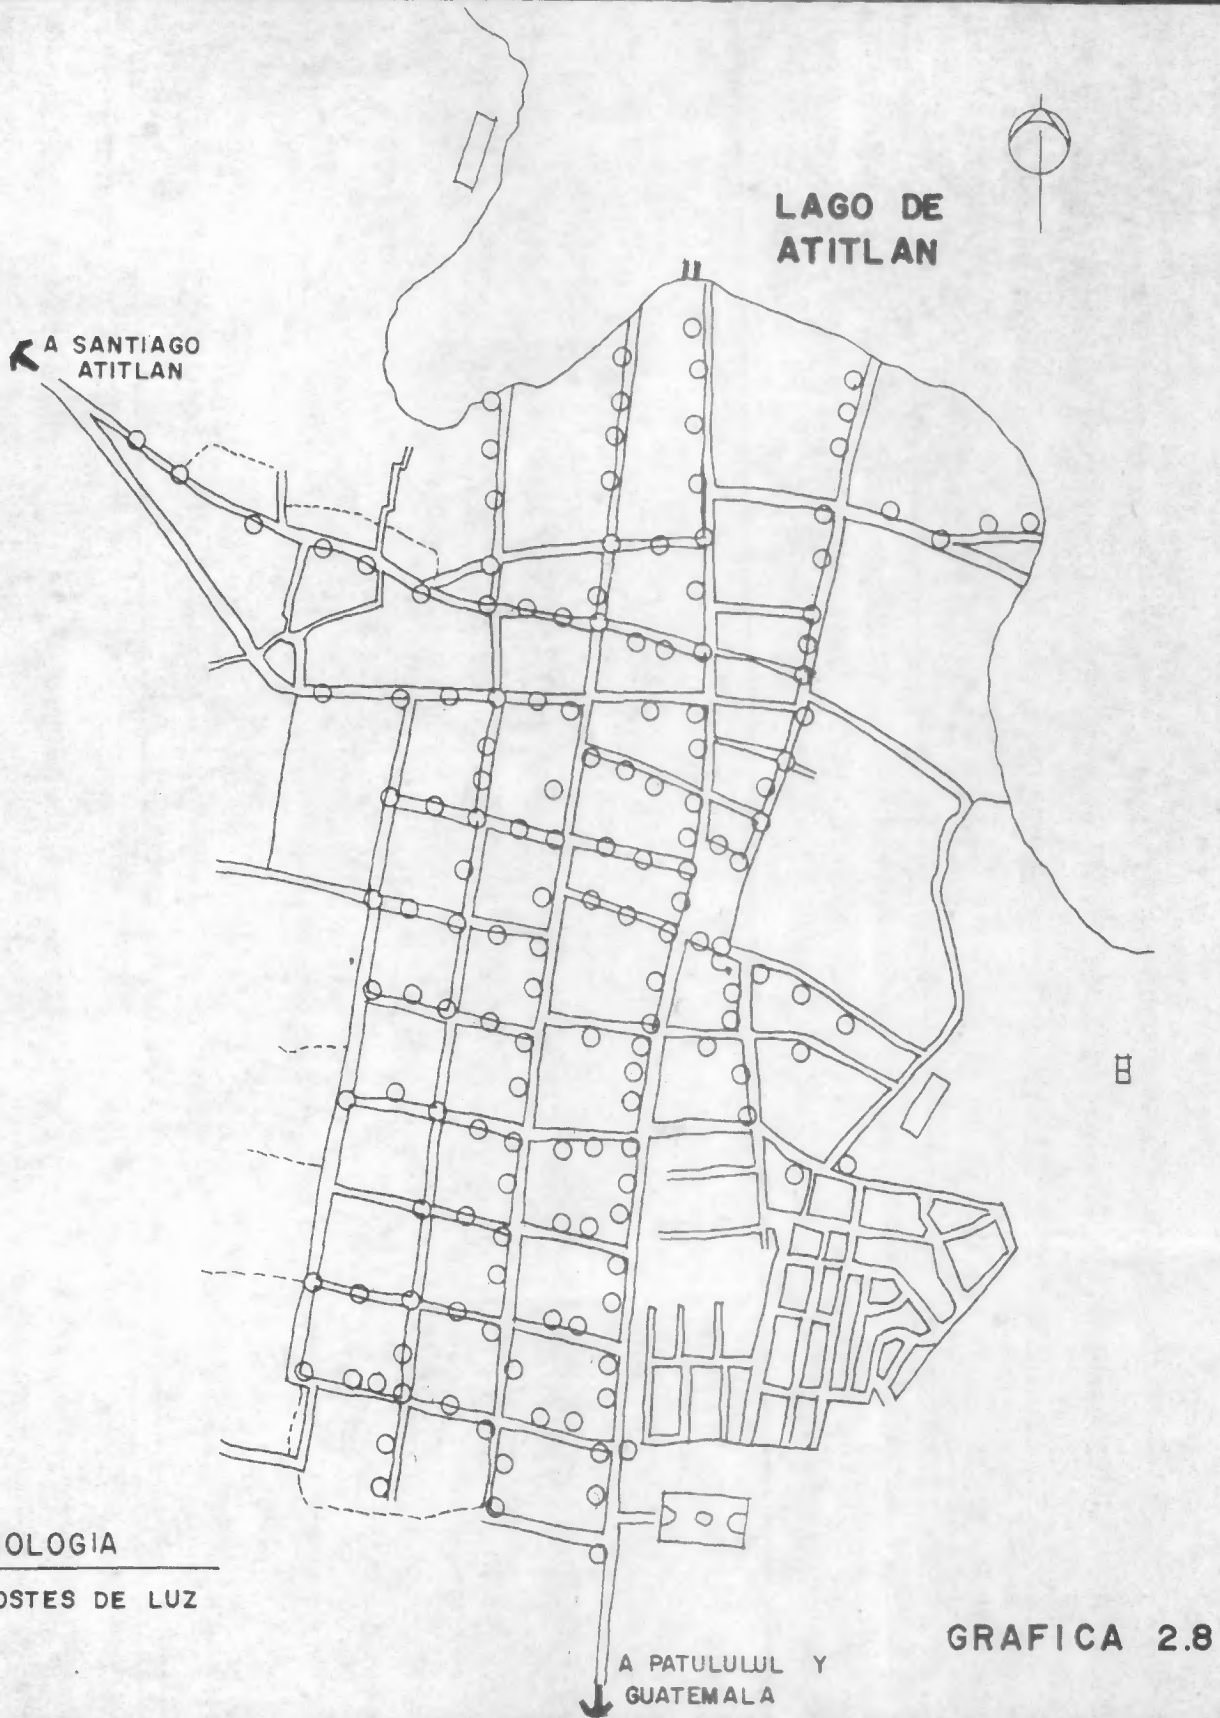 LAGO DE
ATITLAN
A SANTIAGO
ATITLAN
OLOGIA
OSTES DE LUZ
GRAFICA 2.8
A PATULULUL Y
GUATEMALA